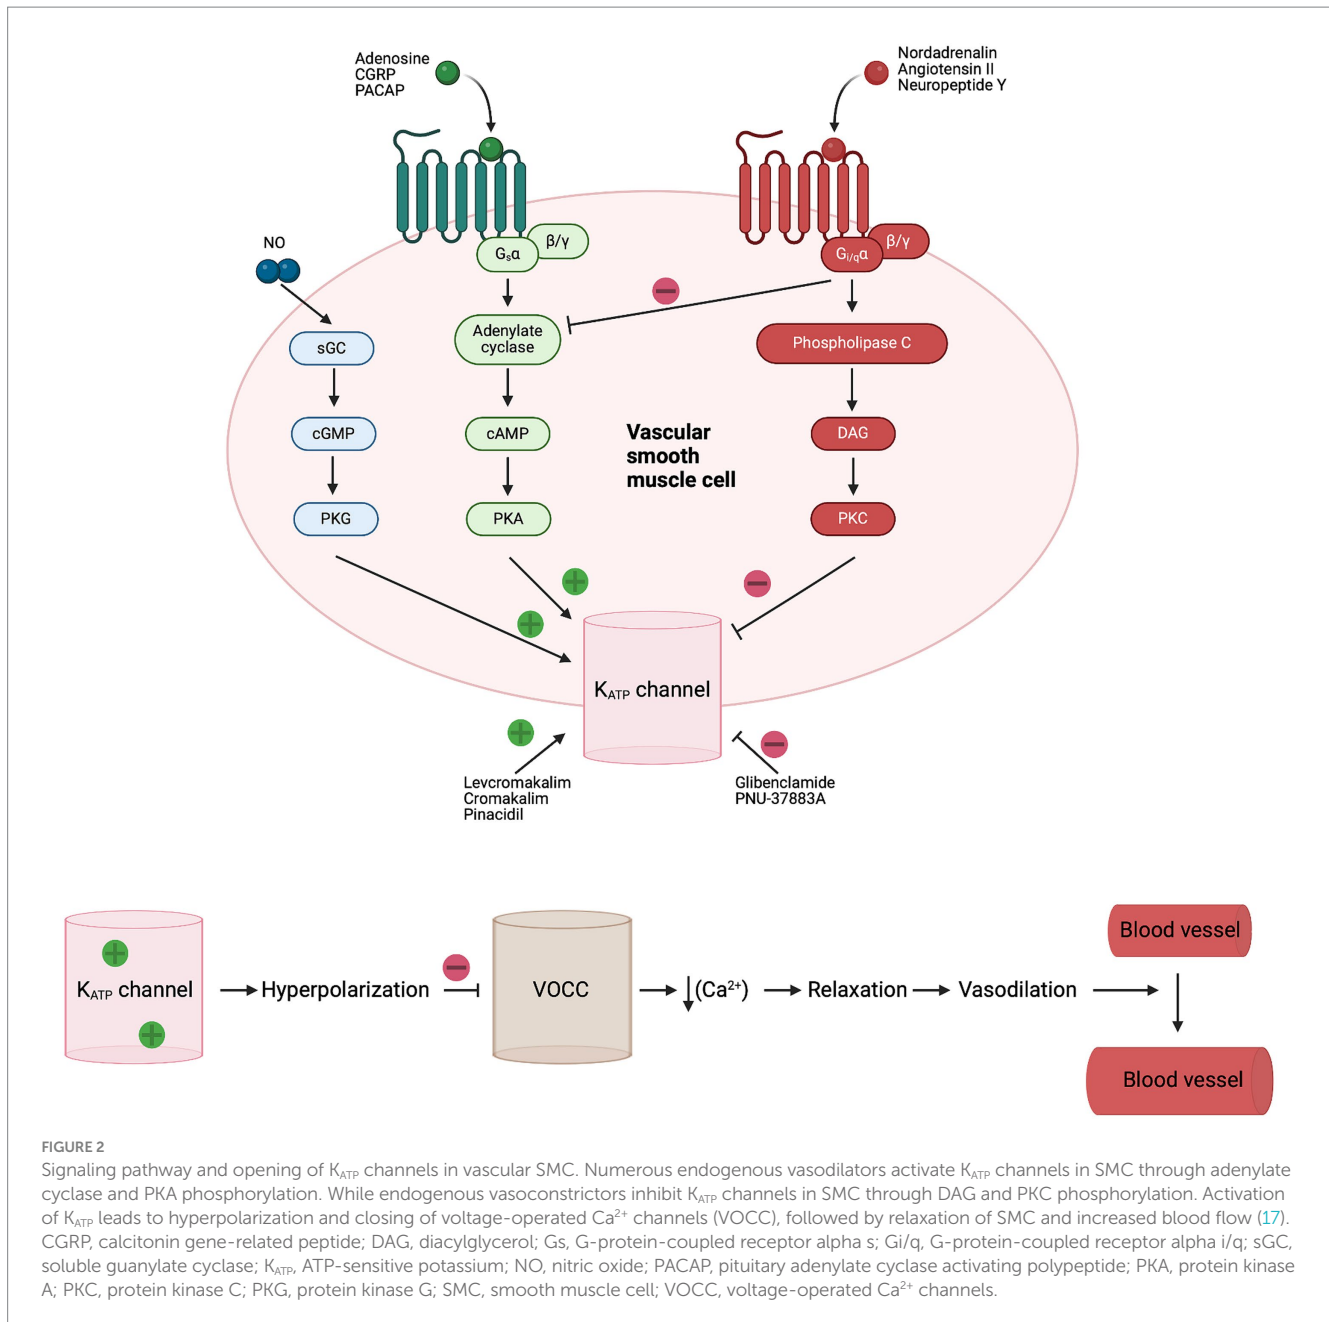 Adenosine
CGRP
PACAP
Nordadrenalin
Angiotensin II
Neuropeptide Y
NO
Gsα
β/γ
Gi/qα
β/γ
sGC
Adenylate
cyclase
Phospholipase C
cGMP
cAMP
Vascular
smooth
muscle cell
DAG
PKG
PKA
PKC
KATP channel
Levcromakalim
Cromakalim
Pinacidil
Glibenclamide
PNU-37883A
KATP channel
Hyperpolarization
VOCC
(Ca²⁺)
Relaxation
Vasodilation
Blood vessel
Blood vessel
FIGURE 2
Signaling pathway and opening of KATP channels in vascular SMC. Numerous endogenous vasodilators activate KATP channels in SMC through adenylate
cyclase and PKA phosphorylation. While endogenous vasoconstrictors inhibit KATP channels in SMC through DAG and PKC phosphorylation. Activation
of KATP leads to hyperpolarization and closing of voltage-operated Ca²⁺ channels (VOCC), followed by relaxation of SMC and increased blood flow (17).
CGRP, calcitonin gene-related peptide; DAG, diacylglycerol; Gs, G-protein-coupled receptor alpha s; Gi/q, G-protein-coupled receptor alpha i/q; sGC,
soluble guanylate cyclase; KATP, ATP-sensitive potassium; NO, nitric oxide; PACAP, pituitary adenylate cyclase activating polypeptide; PKA, protein kinase
A; PKC, protein kinase C; PKG, protein kinase G; SMC, smooth muscle cell; VOCC, voltage-operated Ca²⁺ channels.